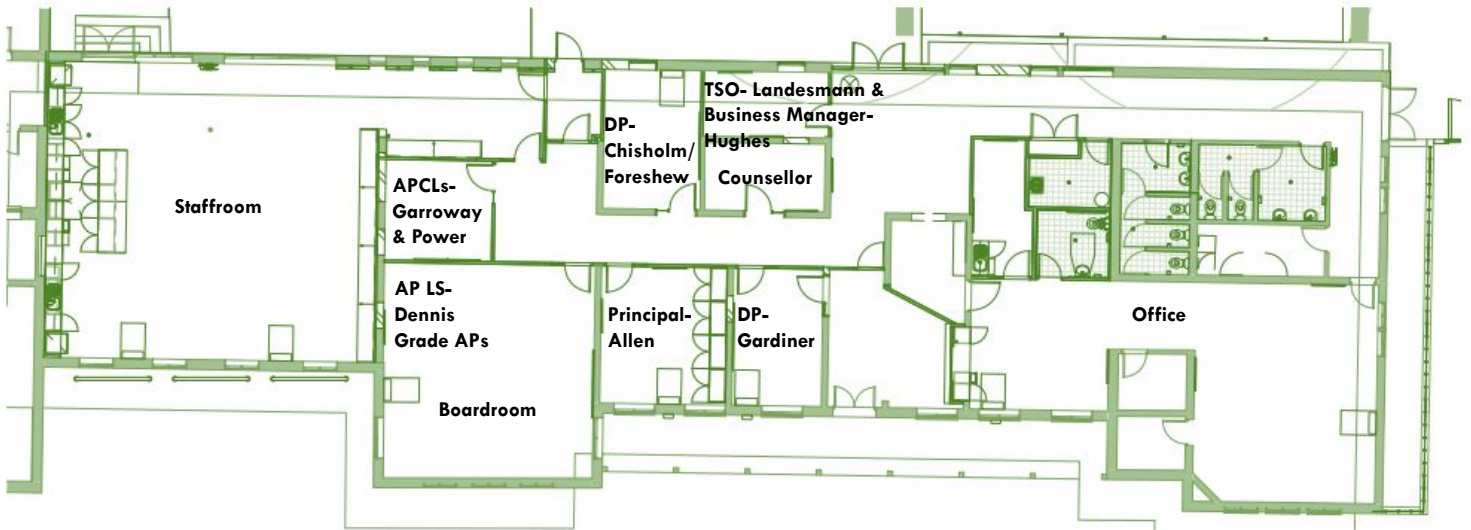 TSO- Landesmann &
Business Manager-
Hughes
DP-
Chisholm/
Foreshew
Counsellor
APCLs-
Garroway
& Power
Staffroom
AP LS-
Dennis
Grade APs
Principal-
Allen
DP-
Gardiner
Office
Boardroom